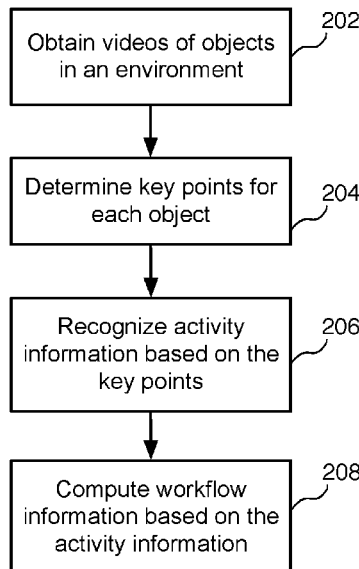 Obtain videos of objects
in an environment
202
Determine key points for
each object
204
Recognize activity
information based on the
key points
206
Compute workflow
information based on the
activity information
208